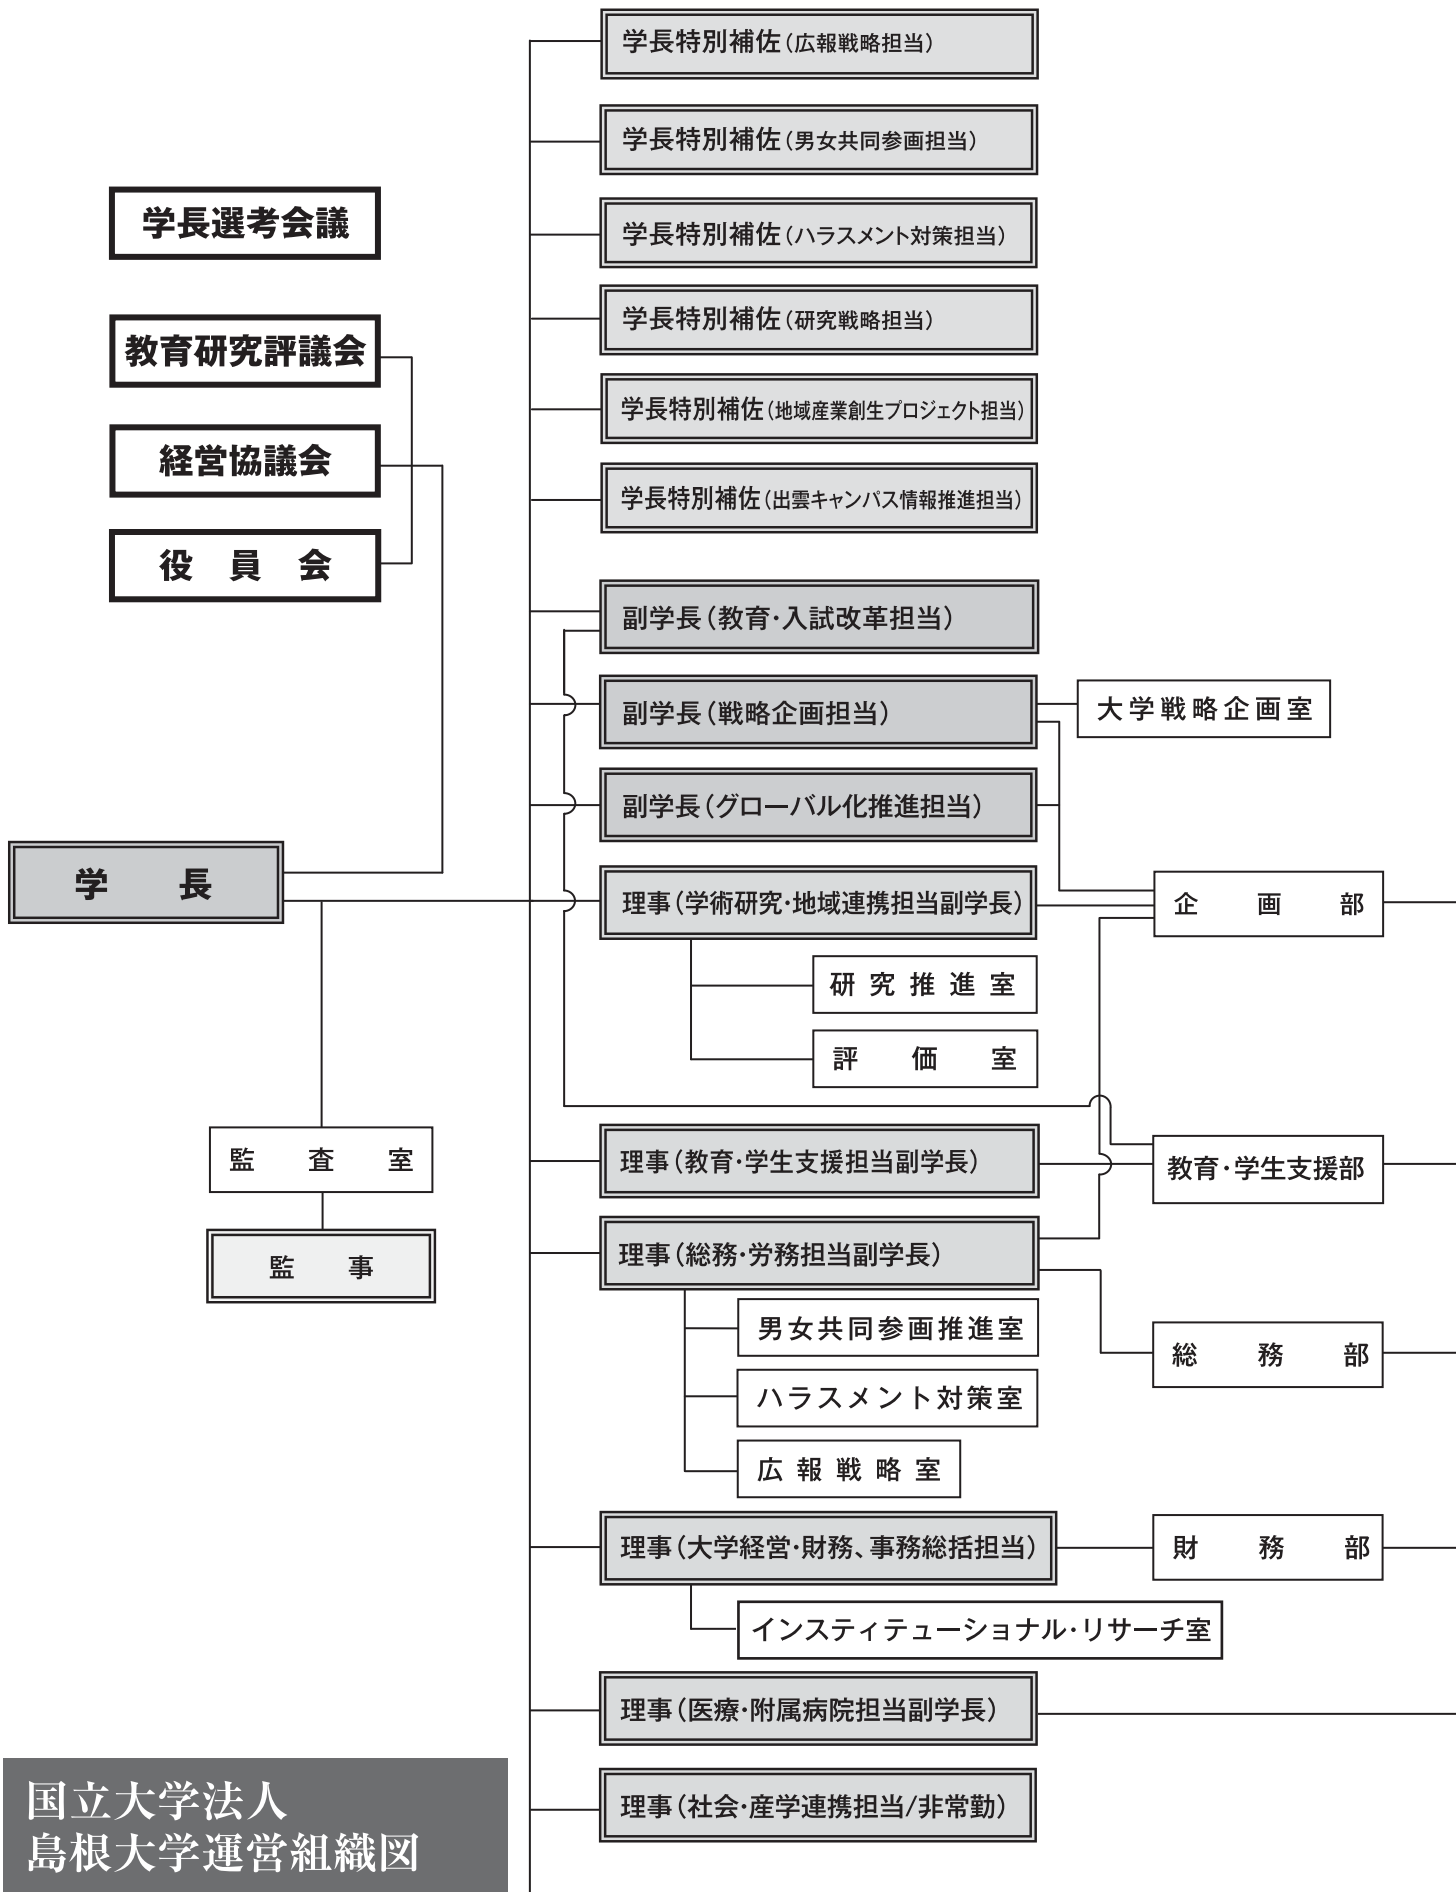 学長特別補佐（広報戦略担当）
学長特別補佐（男女共同参画担当）
学長選考会議
学長特別補佐（ハラスメント対策担当）
教育研究評議会
学長特別補佐（研究戦略担当）
学長特別補佐（地域産業創生プロジェクト担当）
経営協議会
学長特別補佐（出雲キャンパス情報推進担当）
役員会
副学長（教育・入試改革担当）
副学長（戦略企画担当）
大学戦略企画室
副学長（グローバル化推進担当）
学長
理事（学術研究・地域連携担当副学長）
企画部
研究推進室
評価室
監査室
理事（教育・学生支援担当副学長）
教育・学生支援部
監事
理事（総務・労務担当副学長）
男女共同参画推進室
総務部
ハラスメント対策室
広報戦略室
理事（大学経営・財務、事務総括担当）
財務部
インスティテューショナル・リサーチ室
理事（医療・附属病院担当副学長）
理事（社会・産学連携担当/非常勤）
国立大学法人
島根大学運営組織図